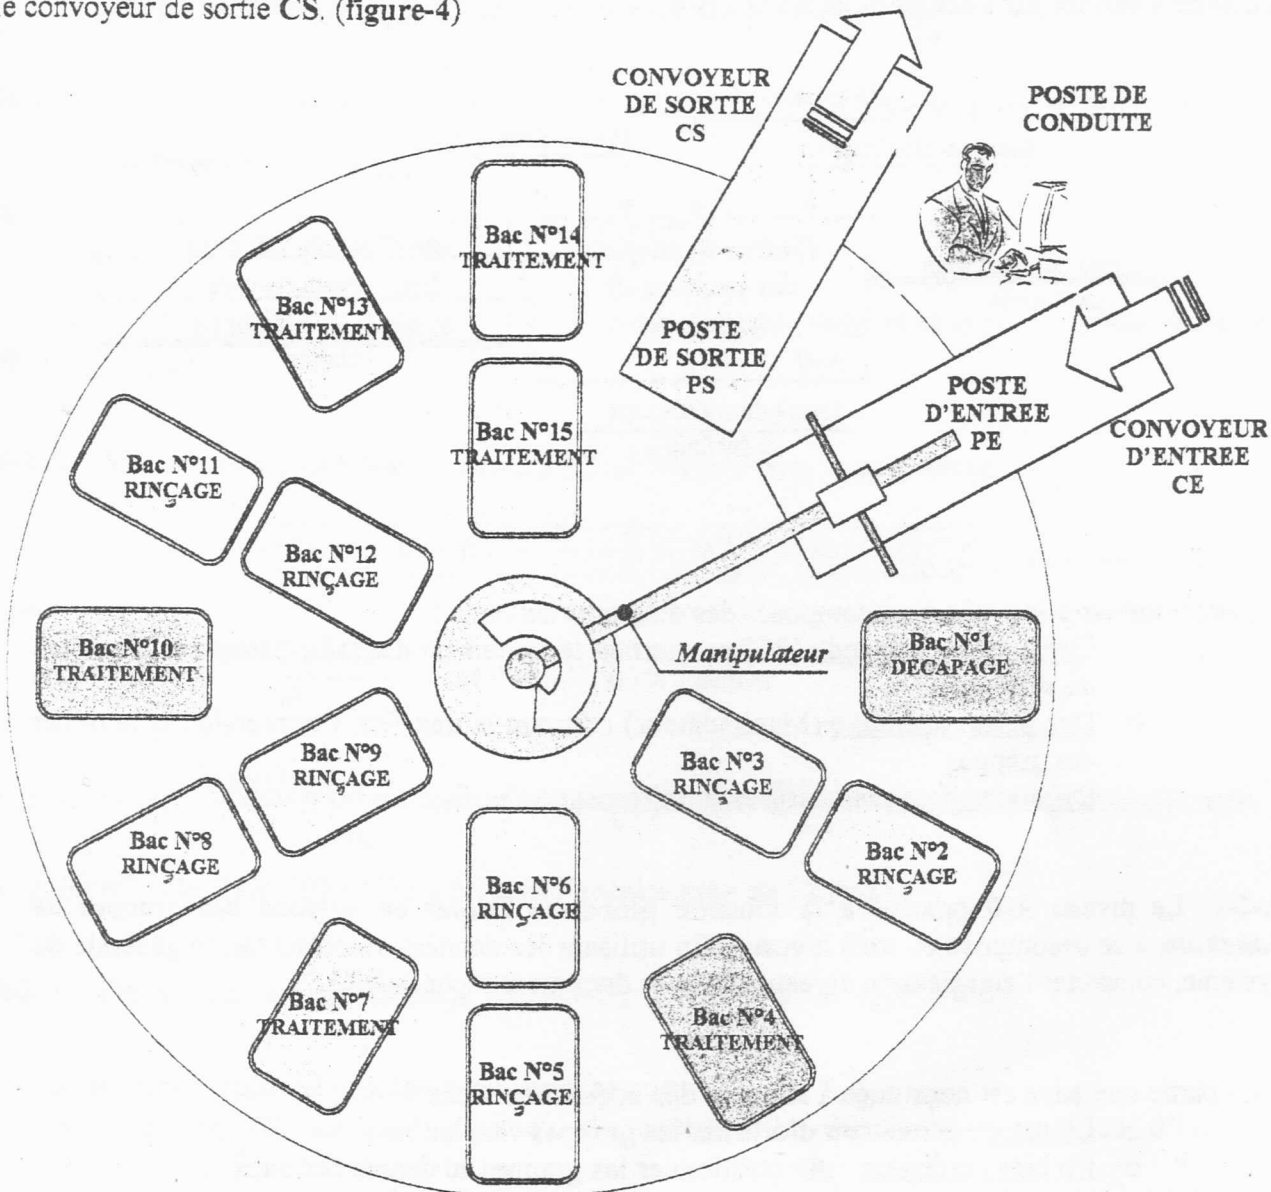 e convoyeur de sortie CS. (figure-4)
CONVOYEUR
DE SORTIE
CS
POSTE DE
CONDUITE
Bac N°14
TRAITEMENT
Bac N°13
TRAITEMENT
POSTE
DE SORTIE
PS
POSTE
D'ENTREE
PE
CONVOYEUR
D'ENTREE
CE
Bac N°15
TRAITEMENT
Bac N°11
RINÇAGE
Bac N°12
RINÇAGE
Bac N°10
TRAITEMENT
Manipulateur
Bac N°1
DECAPAGE
Bac N°9
RINÇAGE
Bac N°3
RINÇAGE
Bac N°8
RINÇAGE
Bac N°6
RINÇAGE
Bac N°2
RINÇAGE
Bac N°7
TRAITEMENT
Bac N°4
TRAITEMENT
Bac N°5
RINÇAGE